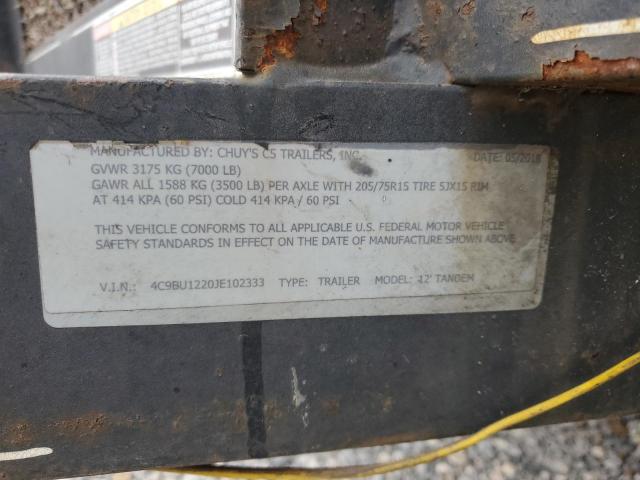 MANUFACTURED BY: CHUY'S C5 TRAILERS, INC. DATE: 05/2018
GVWR 3175 KG (7000 LB)
GAWR ALL 1588 KG (3500 LB) PER AXLE WITH 205/75R15 TIRE 5JX15 RIM
AT 414 KPA (60 PSI) COLD 414 KPA / 60 PSI
THIS VEHICLE CONFORMS TO ALL APPLICABLE U.S. FEDERAL MOTOR VEHICLE
SAFETY STANDARDS IN EFFECT ON THE DATE OF MANUFACTURE SHOWN ABOVE.
V.I.N.: 4C9BU1220JE102333 TYPE: TRAILER MODEL: 12' TANDEM